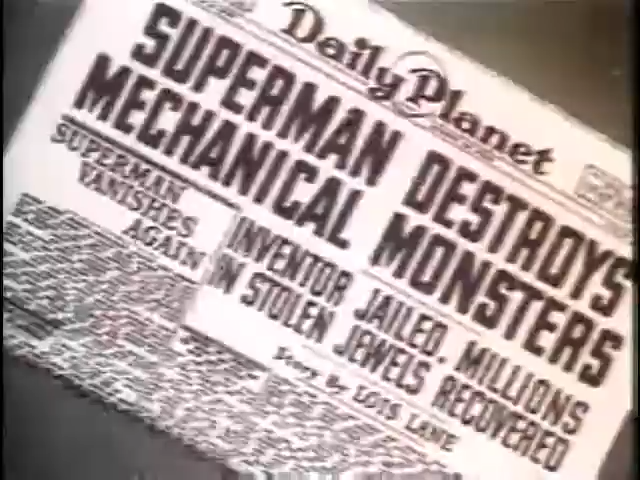 Daily Planet
SUPERMAN DESTROYS
MECHANICAL MONSTERS
SUPERMAN
VANISHES
AGAIN
INVENTOR JAILED. MILLIONS
IN STOLEN JEWELS RECOVERED
Story by LOIS LANE